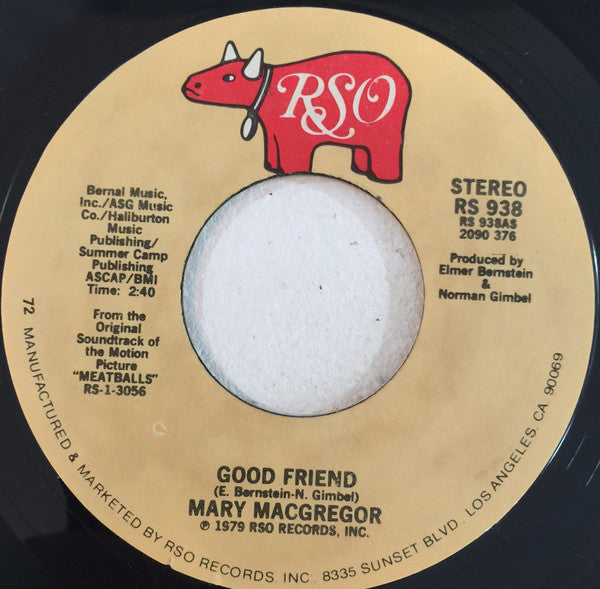 RSO
STEREO
RS 938
RS 938AS
2090 376
Produced by
Elmer Bernstein
&
Norman Gimbel
Bernal Music,
Inc./ASG Music
Co./Haliburton
Music
Publishing/
Summer Camp
Publishing
ASCAP/BMI
Time: 2:40
From the
Original
Soundtrack of
the Motion
Picture
"MEATBALLS"
RS-1-3056
GOOD FRIEND
(E. Bernstein-N. Gimbel)
MARY MACGREGOR
℗ 1979 RSO RECORDS, INC.
72 MANUFACTURED & MARKETED BY RSO RECORDS, INC. 8335 SUNSET BLVD., LOS ANGELES, CA. 90069